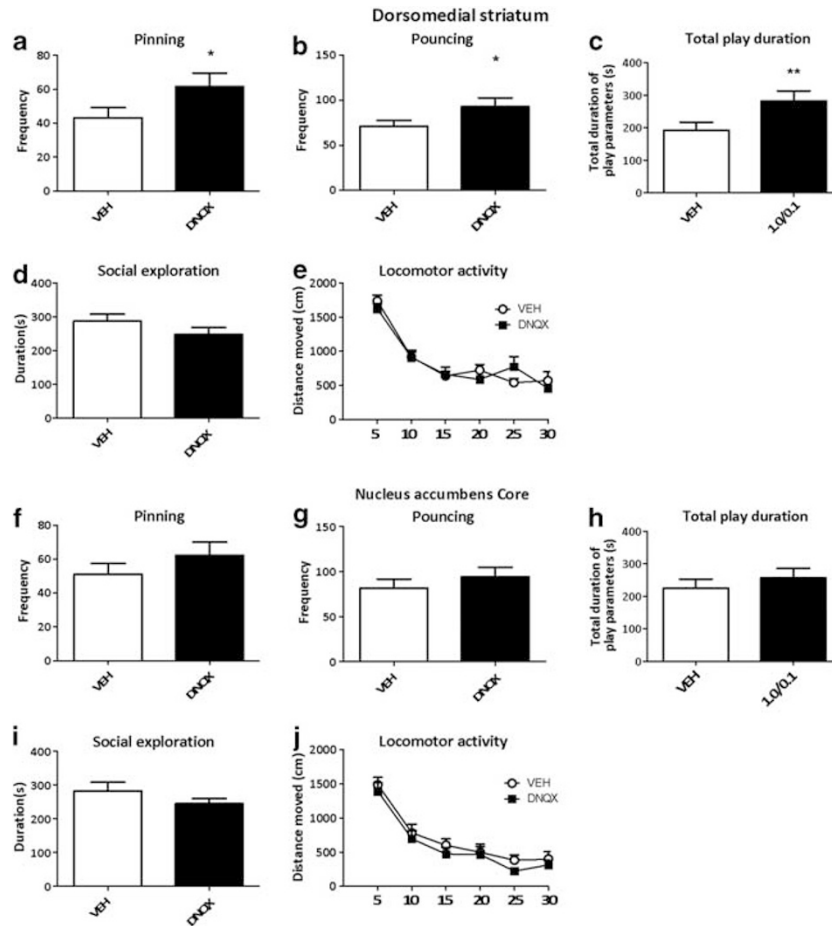 Dorsomedial striatum
a
Pinning
*
Frequency
80
60
40
20
0
VEH
DNQX
b
Pouncing
*
Frequency
150
100
50
0
VEH
DNQX
c
Total play duration
**
Total duration of
play parameters (s)
400
300
200
100
0
VEH
1.0/0.1
d
Social exploration
Duration(s)
400
300
200
100
0
VEH
DNQX
e
Locomotor activity
VEH
DNQX
Distance moved (cm)
2000
1500
1000
500
0
5 10 15 20 25 30
Nucleus accumbens Core
f
Pinning
Frequency
80
60
40
20
0
VEH
DNQX
g
Pouncing
Frequency
150
100
50
0
VEH
DNQX
h
Total play duration
Total duration of
play parameters (s)
400
300
200
100
0
VEH
1.0/0.1
i
Social exploration
Duration(s)
400
300
200
100
0
VEH
DNQX
j
Locomotor activity
VEH
DNQX
Distance moved (cm)
2000
1500
1000
500
0
5 10 15 20 25 30